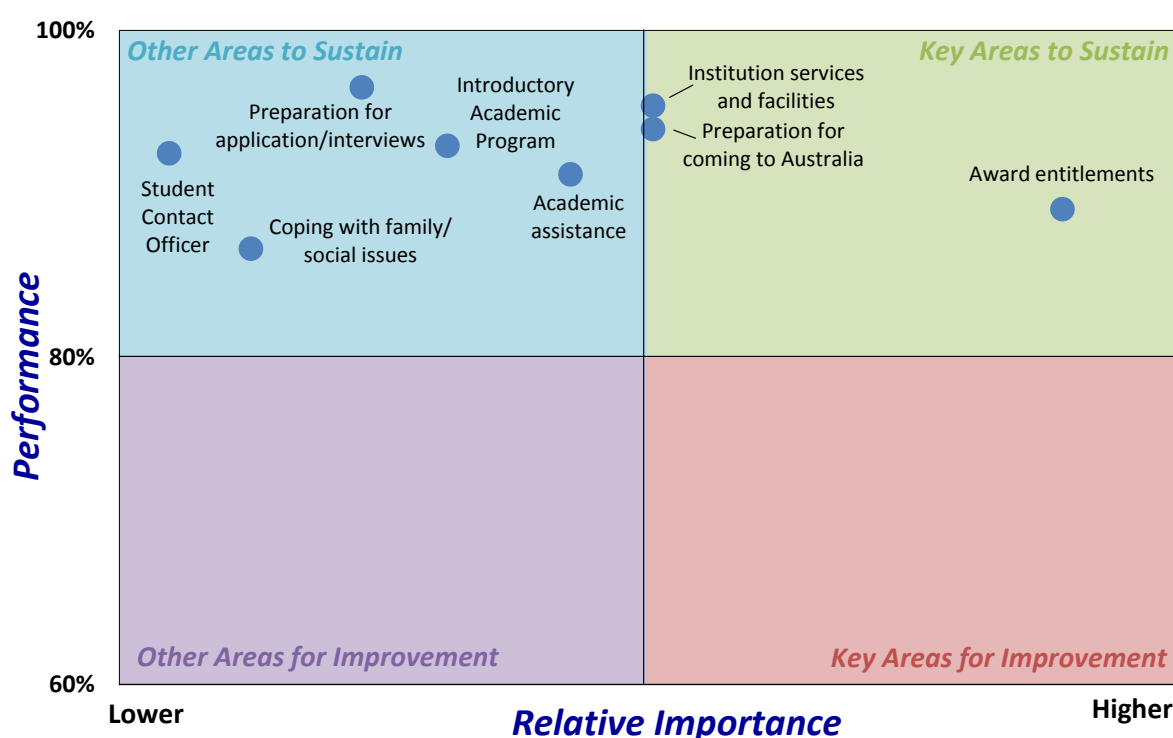 100%
Other Areas to Sustain
Key Areas to Sustain
Preparation for
application/interviews
Introductory
Academic
Program
Institution services
and facilities
Preparation for
coming to Australia
Award entitlements
Student
Contact
Officer
Coping with family/
social issues
Academic
assistance
Performance
80%
Other Areas for Improvement
Key Areas for Improvement
60%
Lower
Relative Importance
Higher